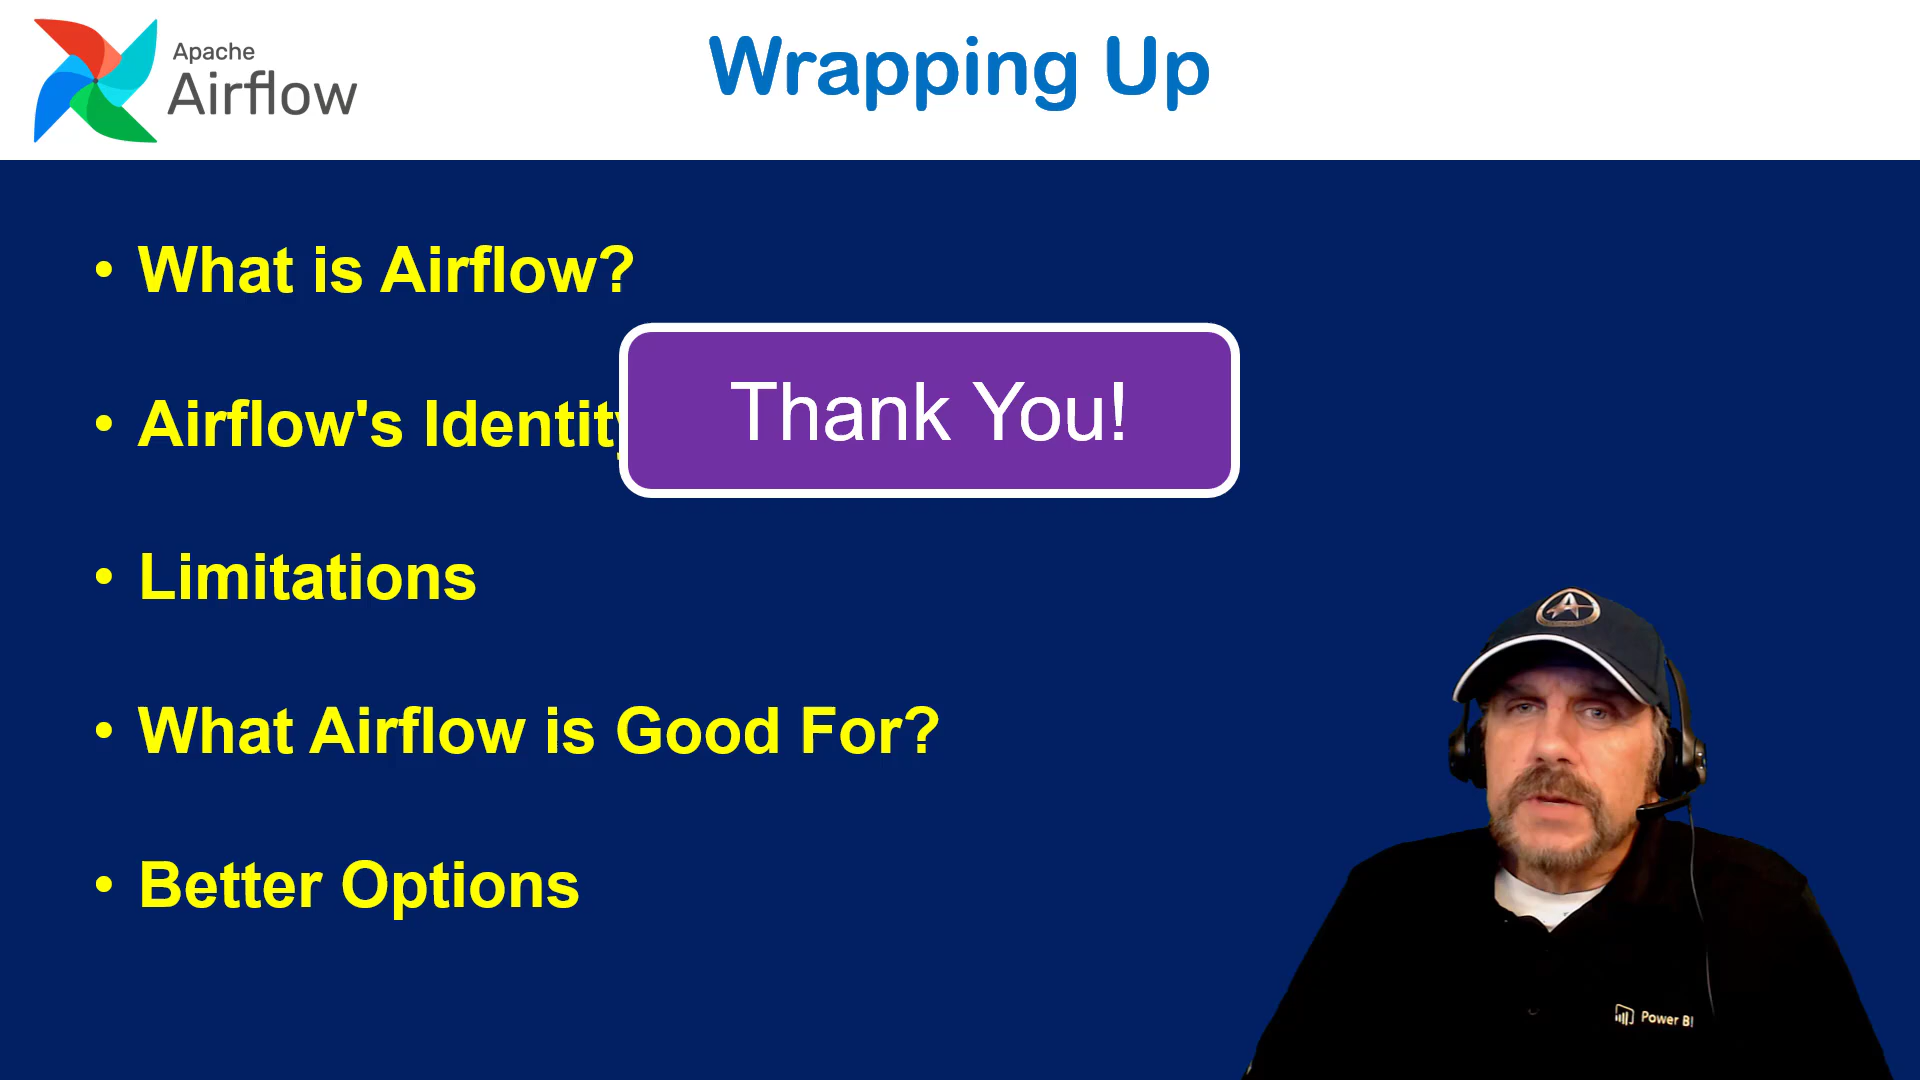 Apache
Airflow
Wrapping Up
• What is Airflow?
• Airflow's Identity
Thank You!
• Limitations
• What Airflow is Good For?
• Better Options
A
Power BI